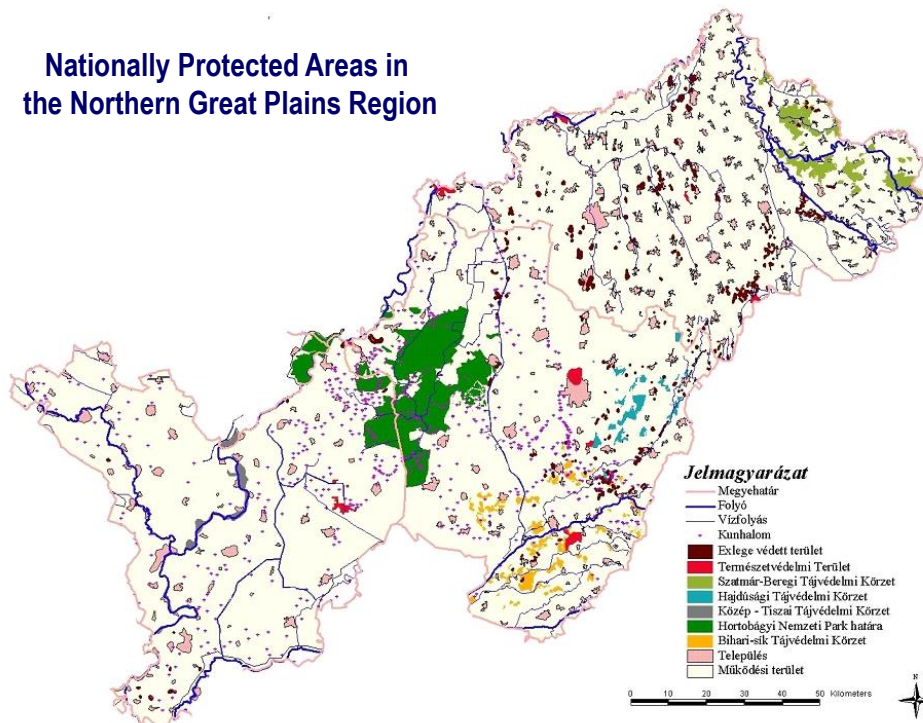 Nationally Protected Areas in
the Northern Great Plains Region
Jelmagyarázat
Megyehatár
Folyó
Vízfolyás
Kunhalom
Exlege védett terület
Természetvédelmi Terület
Szatmár-Beregi Tájvédelmi Körzet
Hajdúsági Tájvédelmi Körzet
Közép - Tiszai Tájvédelmi Körzet
Hortobágyi Nemzeti Park határa
Bihari-sík Tájvédelmi Körzet
Település
Működési terület
0 10 20 30 40 50 Kilometers
N